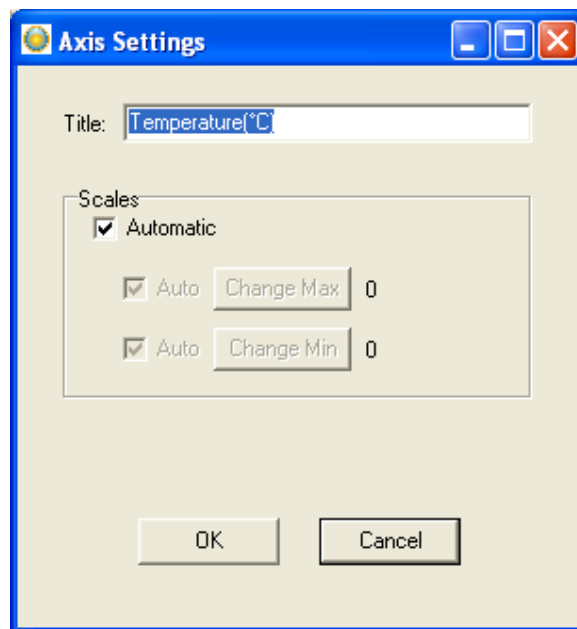 Axis Settings
Title: Temperature(°C)
Scales
Automatic
Auto Change Max 0
Auto Change Min 0
OK Cancel